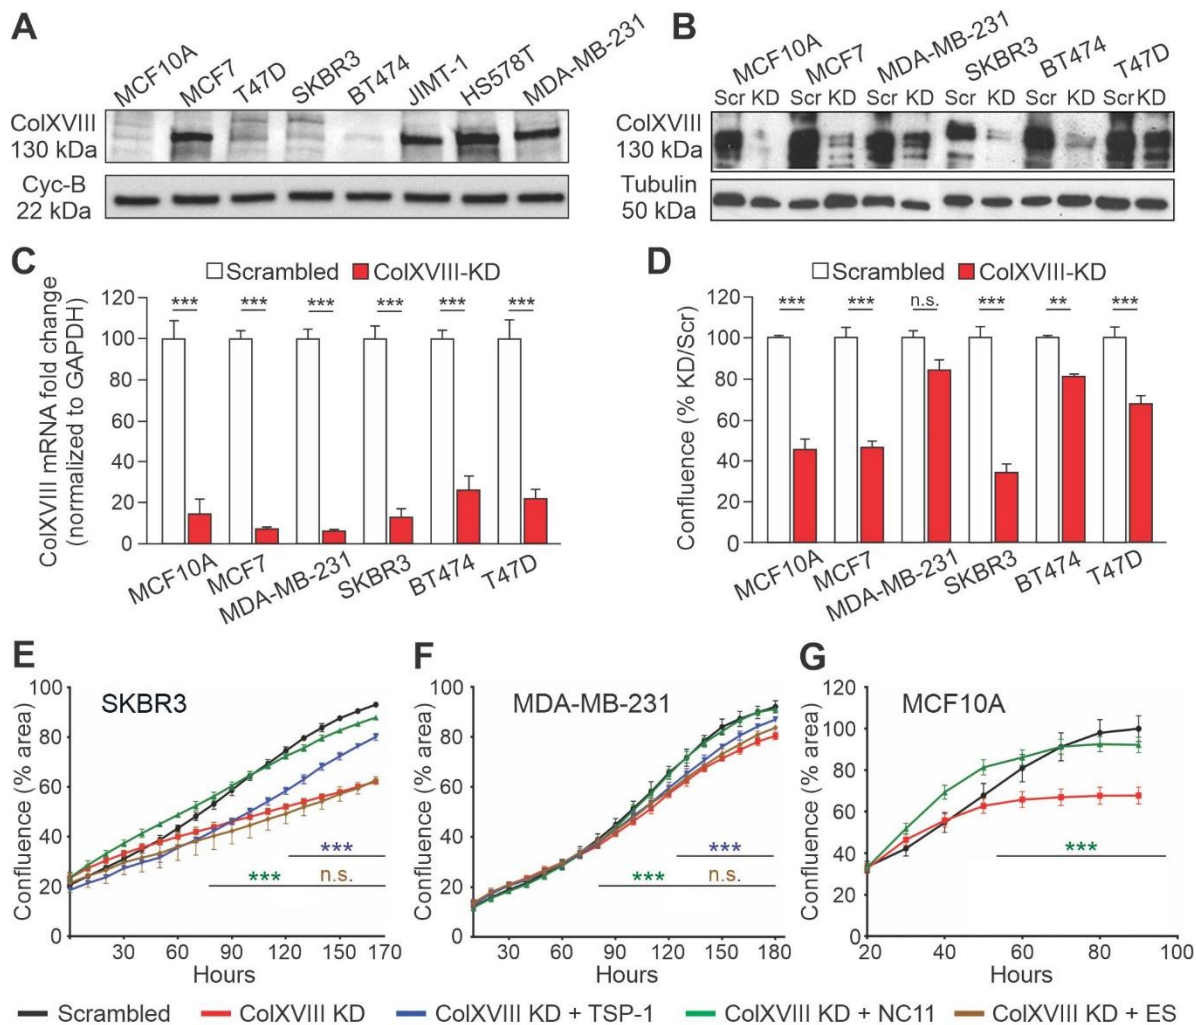 A
MCF10A
MCF7
T47D
SKBR3
BT474
JIMT-1
HS578T
MDA-MB-231
ColXVIII
130 kDa
Cyc-B
22 kDa
B
MCF10A
MCF7
MDA-MB-231
SKBR3
BT474
T47D
Scr KD Scr KD Scr KD Scr KD Scr KD Scr KD
ColXVIII
130 kDa
Tubulin
50 kDa
C
Scrambled ColXVIII-KD
ColXVIII mRNA fold change
(normalized to GAPDH)
120
100
80
60
40
20
0
*** *** *** *** *** ***
MCF10A
MCF7
MDA-MB-231
SKBR3
BT474
T47D
D
Scrambled ColXVIII-KD
Confluence (% KD/Scr)
120
100
80
60
40
20
0
*** *** n.s. *** ** ***
MCF10A
MCF7
MDA-MB-231
SKBR3
BT474
T47D
E
SKBR3
Confluence (% area)
100
80
60
40
20
0
***
*** n.s.
30 60 90 120 150 170
Hours
F
MDA-MB-231
Confluence (% area)
100
80
60
40
20
0
***
*** n.s.
30 60 90 120 150 180
Hours
G
MCF10A
Confluence (% area)
120
100
80
60
40
20
0
***
20 40 60 80 100
Hours
Scrambled ColXVIII KD ColXVIII KD + TSP-1 ColXVIII KD + NC11 ColXVIII KD + ES